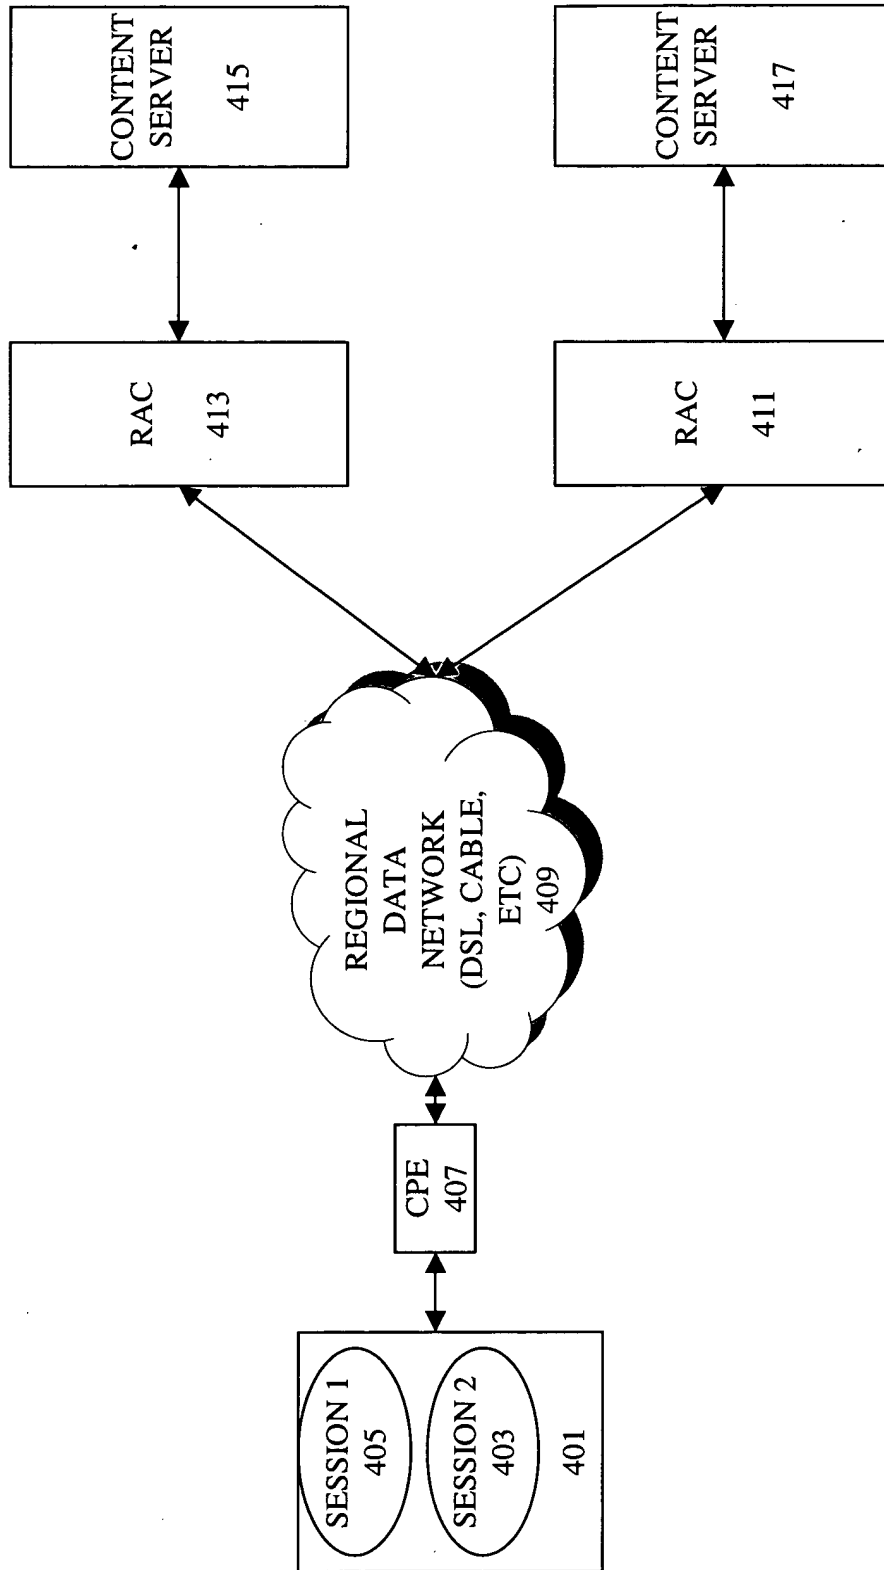 CONTENT
SERVER
415
CONTENT
SERVER
417
RAC
413
RAC
411
REGIONAL
DATA
NETWORK
(DSL, CABLE,
ETC)
409
CPE
407
SESSION 1
405
SESSION 2
403
401